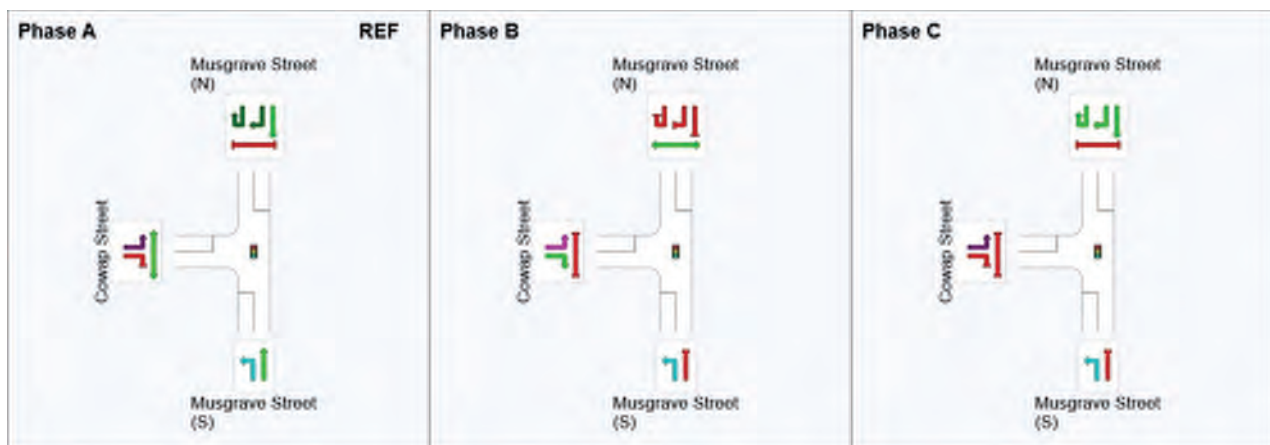 Phase A
REF
Musgrave Street
(N)
Cowap Street
Musgrave Street
(S)
Phase B
Musgrave Street
(N)
Cowap Street
Musgrave Street
(S)
Phase C
Musgrave Street
(N)
Cowap Street
Musgrave Street
(S)